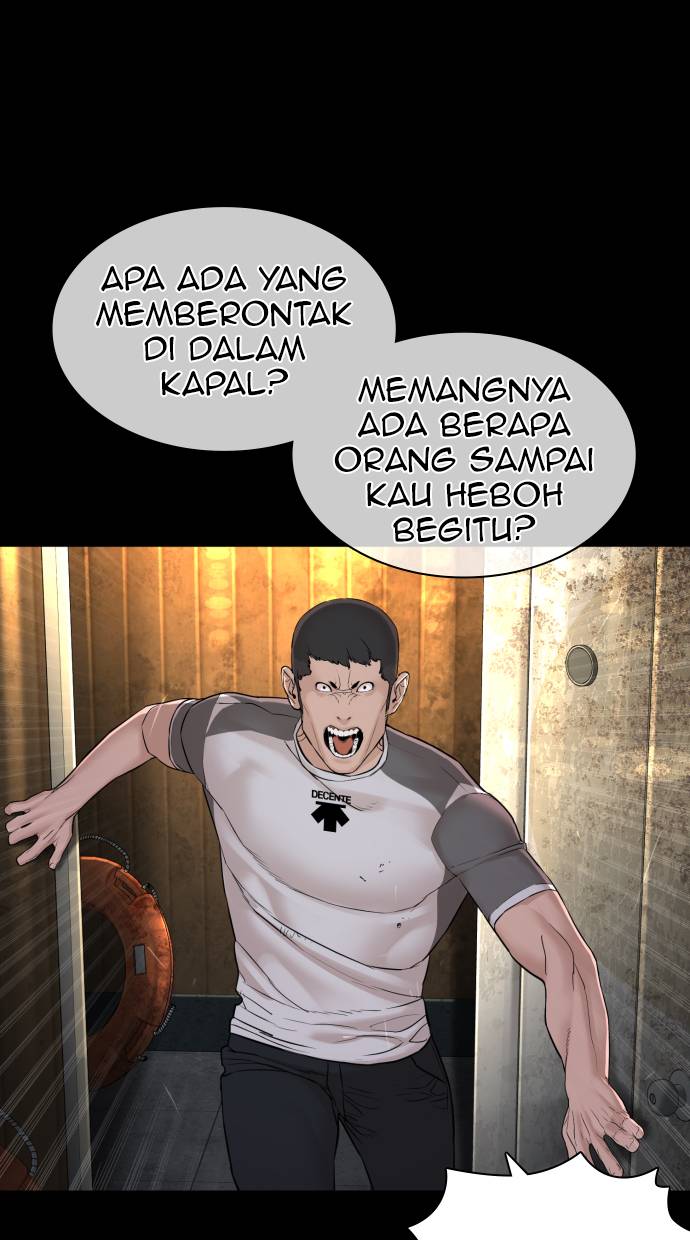 APA ADA YANG
MEMBERONTAK
DI DALAM
KAPAL?
MEMANGNYA
ADA BERAPA
ORANG SAMPAI
KAU HEBOH
BEGITU?
DECENTE